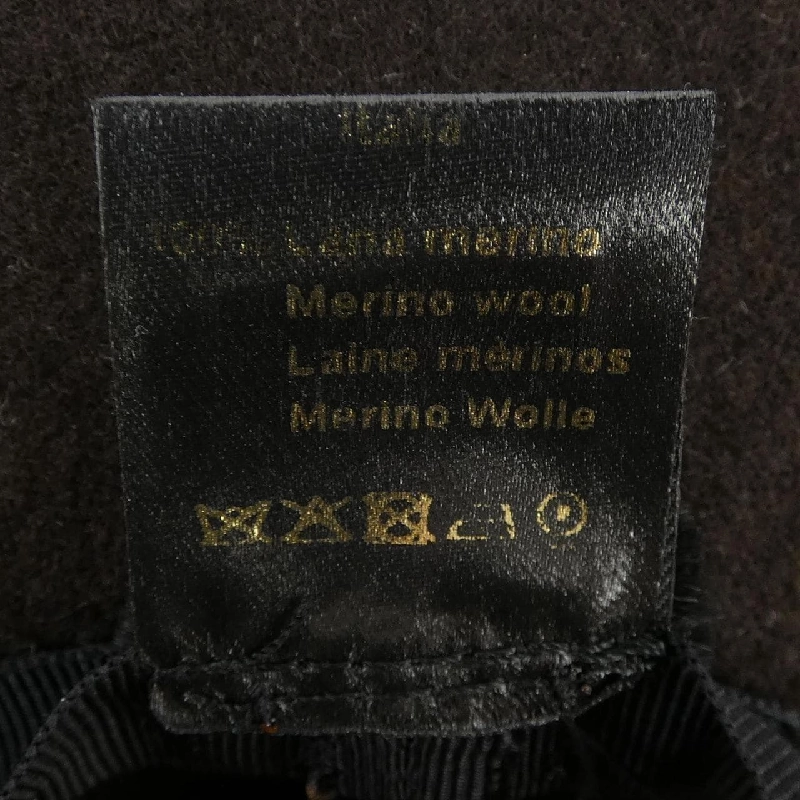 Italia
100% Lana merino
Merino wool
Laine mérinos
Merino Wolle